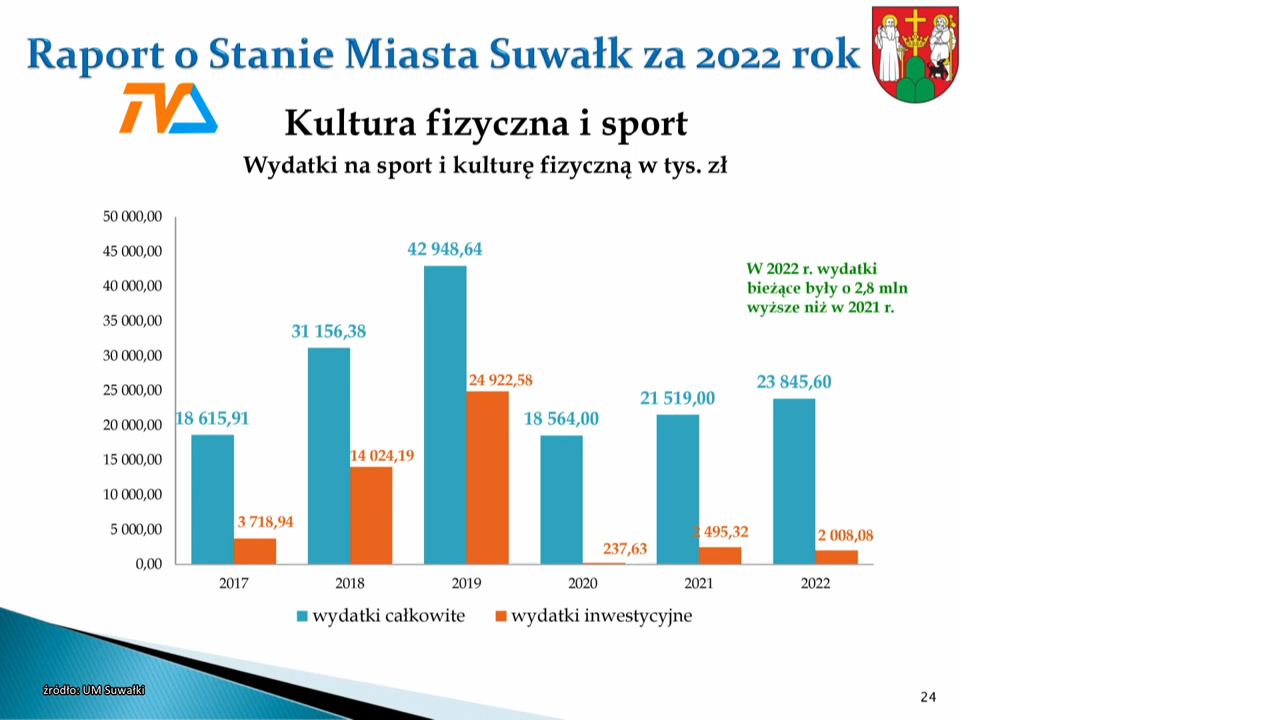 Raport o Stanie Miasta Suwałk za 2022 rok
TVS
Kultura fizyczna i sport
Wydatki na sport i kulturę fizyczną w tys. zł
50 000,00
45 000,00
40 000,00
35 000,00
30 000,00
25 000,00
20 000,00
15 000,00
10 000,00
5 000,00
0,00
18 615,91
3 718,94
31 156,38
14 024,19
42 948,64
24 922,58
18 564,00
237,63
21 519,00
2 495,32
23 845,60
2 008,08
W 2022 r. wydatki
bieżące były o 2,8 mln
wyższe niż w 2021 r.
2017 2018 2019 2020 2021 2022
wydatki całkowite wydatki inwestycyjne
źródło: UM Suwałki
24